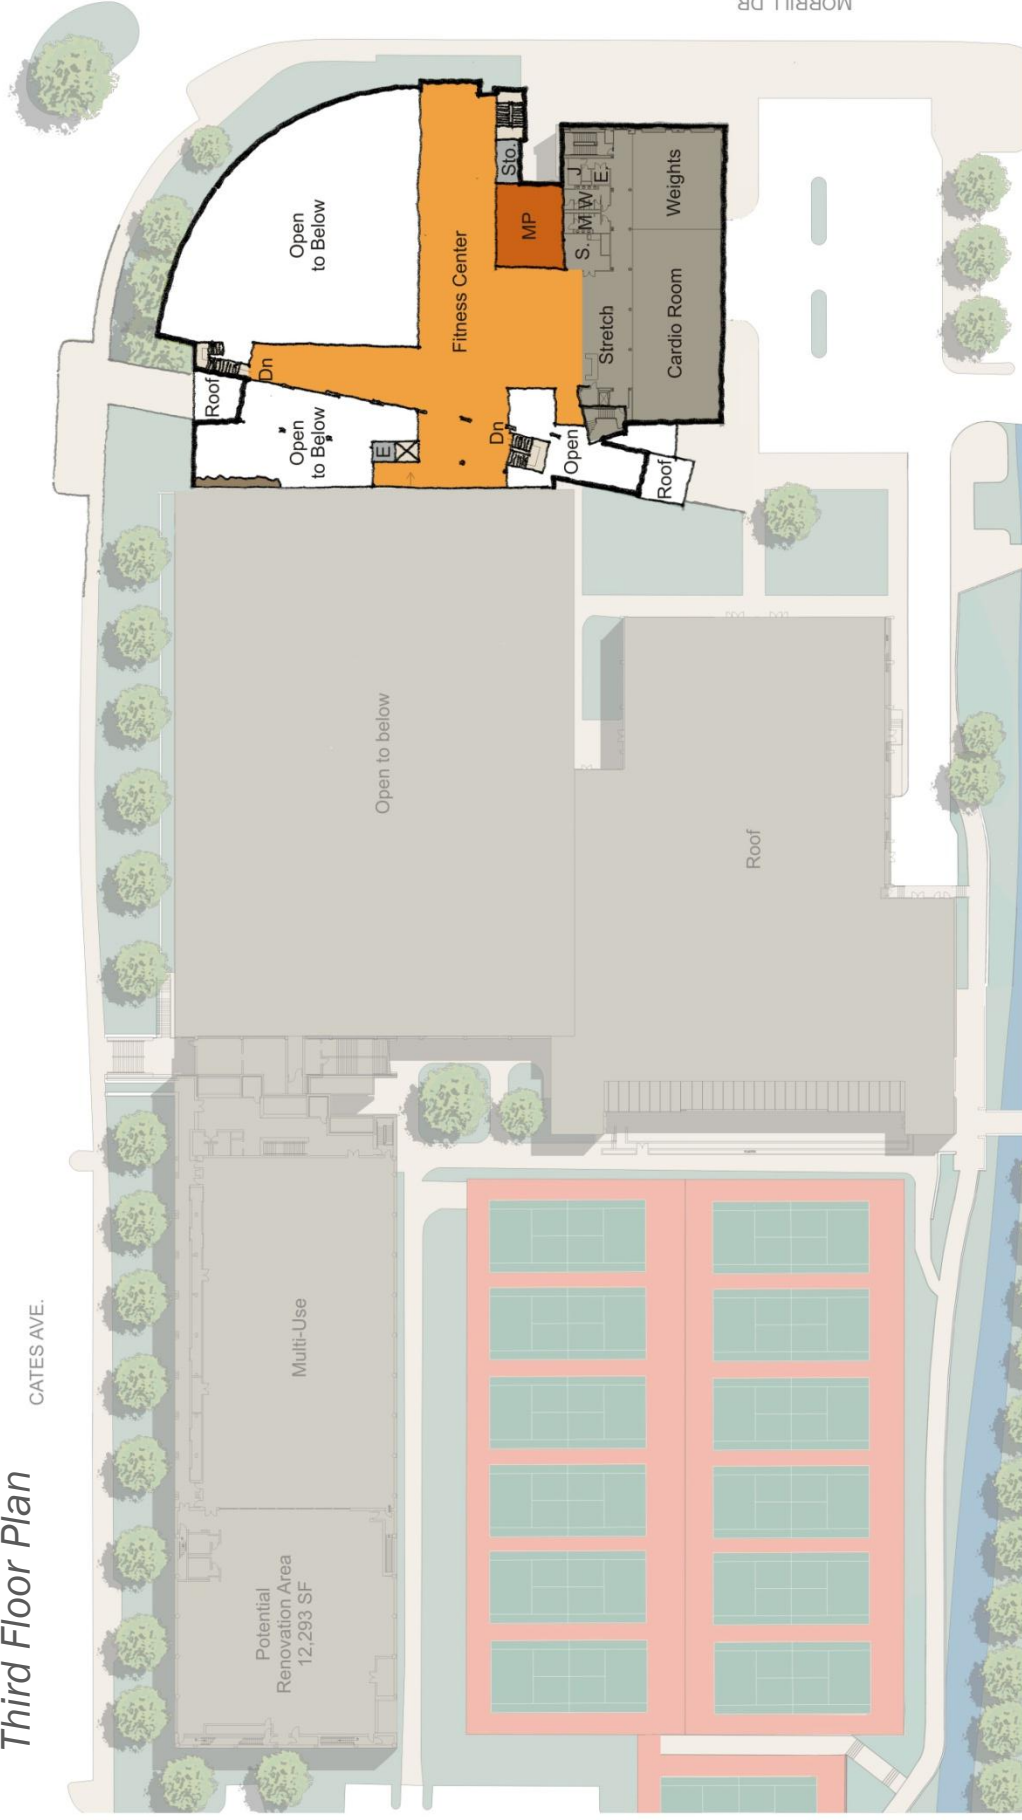 Third Floor Plan
CATES AVE.
MORRILL DR
Potential
Renovation Area
12,293 SF
Multi-Use
Open to below
Roof
Open
to Below
E
Roof
Dn
Open
to Below
Fitness Center
Dn
Open
Roof
MP
Sto.
Stretch
S.
M
W
J
E.
Cardio Room
Weights